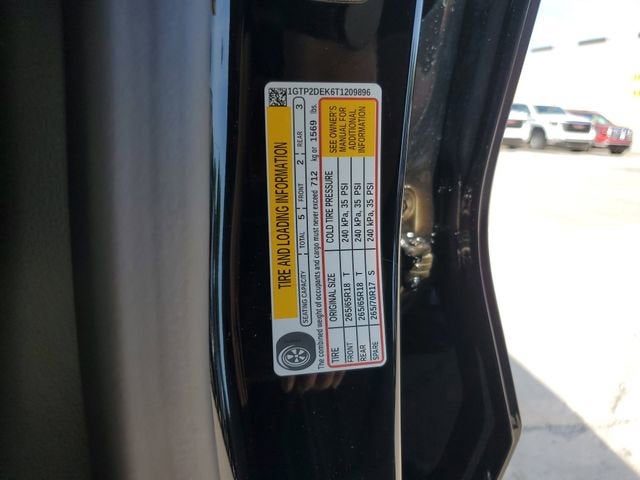 1GTP2DEK6T1209896
TIRE AND LOADING INFORMATION
SEATING CAPACITY TOTAL 5 FRONT 2 REAR 3
The combined weight of occupants and cargo must never exceed 712 kg or 1569 lbs.
TIRE ORIGINAL SIZE COLD TIRE PRESSURE
FRONT 265/65R18 T 240 kPa, 35 PSI
REAR 265/65R18 T 240 kPa, 35 PSI
SPARE 265/70R17 S 240 kPa, 35 PSI
SEE OWNER'S
MANUAL FOR
ADDITIONAL
INFORMATION